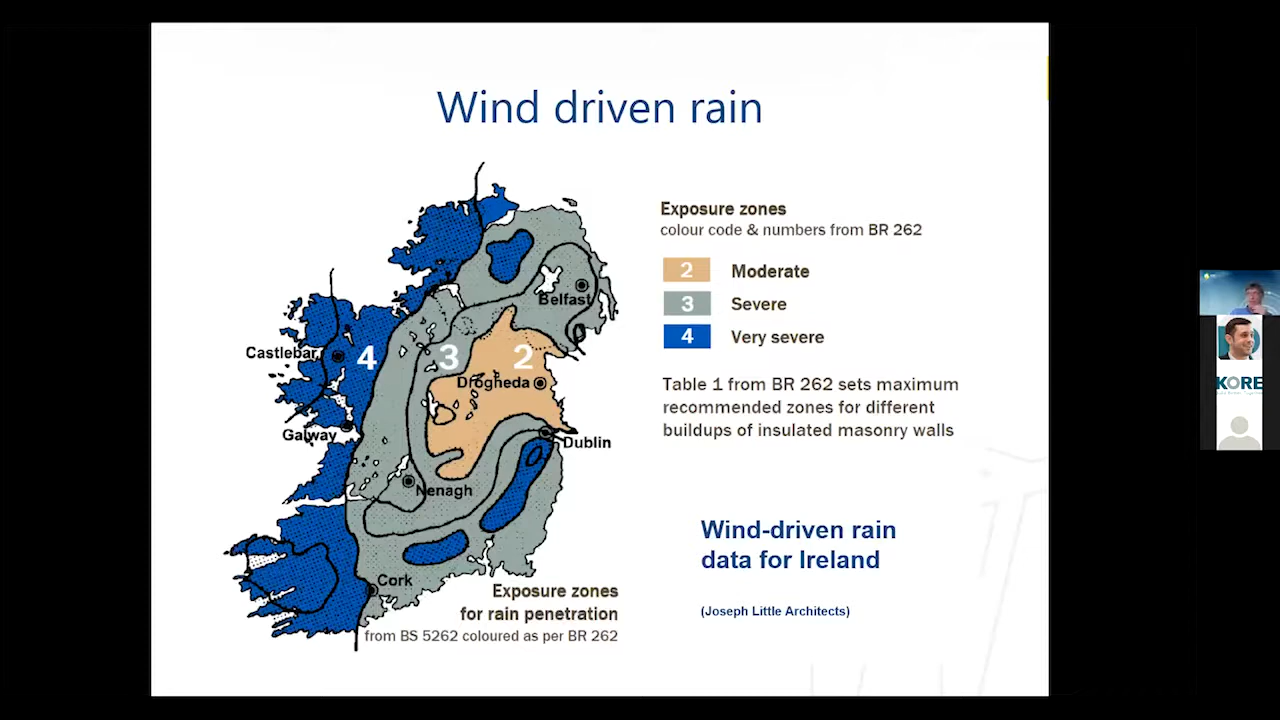 Wind driven rain
Exposure zones
colour code & numbers from BR 262
2 Moderate
3 Severe
4 Very severe
Table 1 from BR 262 sets maximum
recommended zones for different
buildups of insulated masonry walls
Belfast
Castlebar
4
3
2
Drogheda
Galway
Dublin
Nenagh
Cork
Exposure zones
for rain penetration
from BS 5262 coloured as per BR 262
Wind-driven rain
data for Ireland
(Joseph Little Architects)
KORE